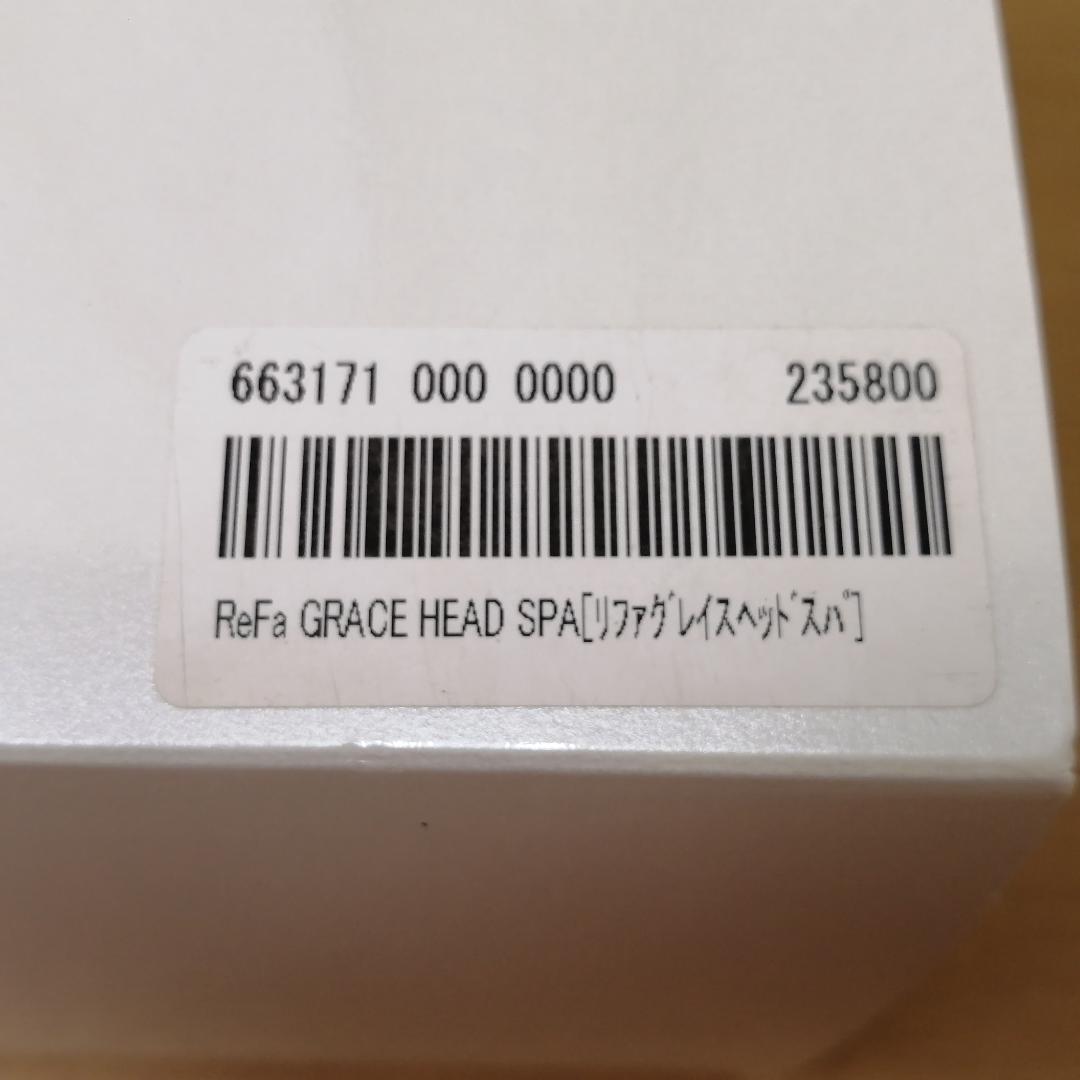 663171 000 0000 235800
ReFa GRACE HEAD SPA[ﾘﾌｧｸﾞﾚｲｽﾍｯﾄﾞｽﾊﾟ]